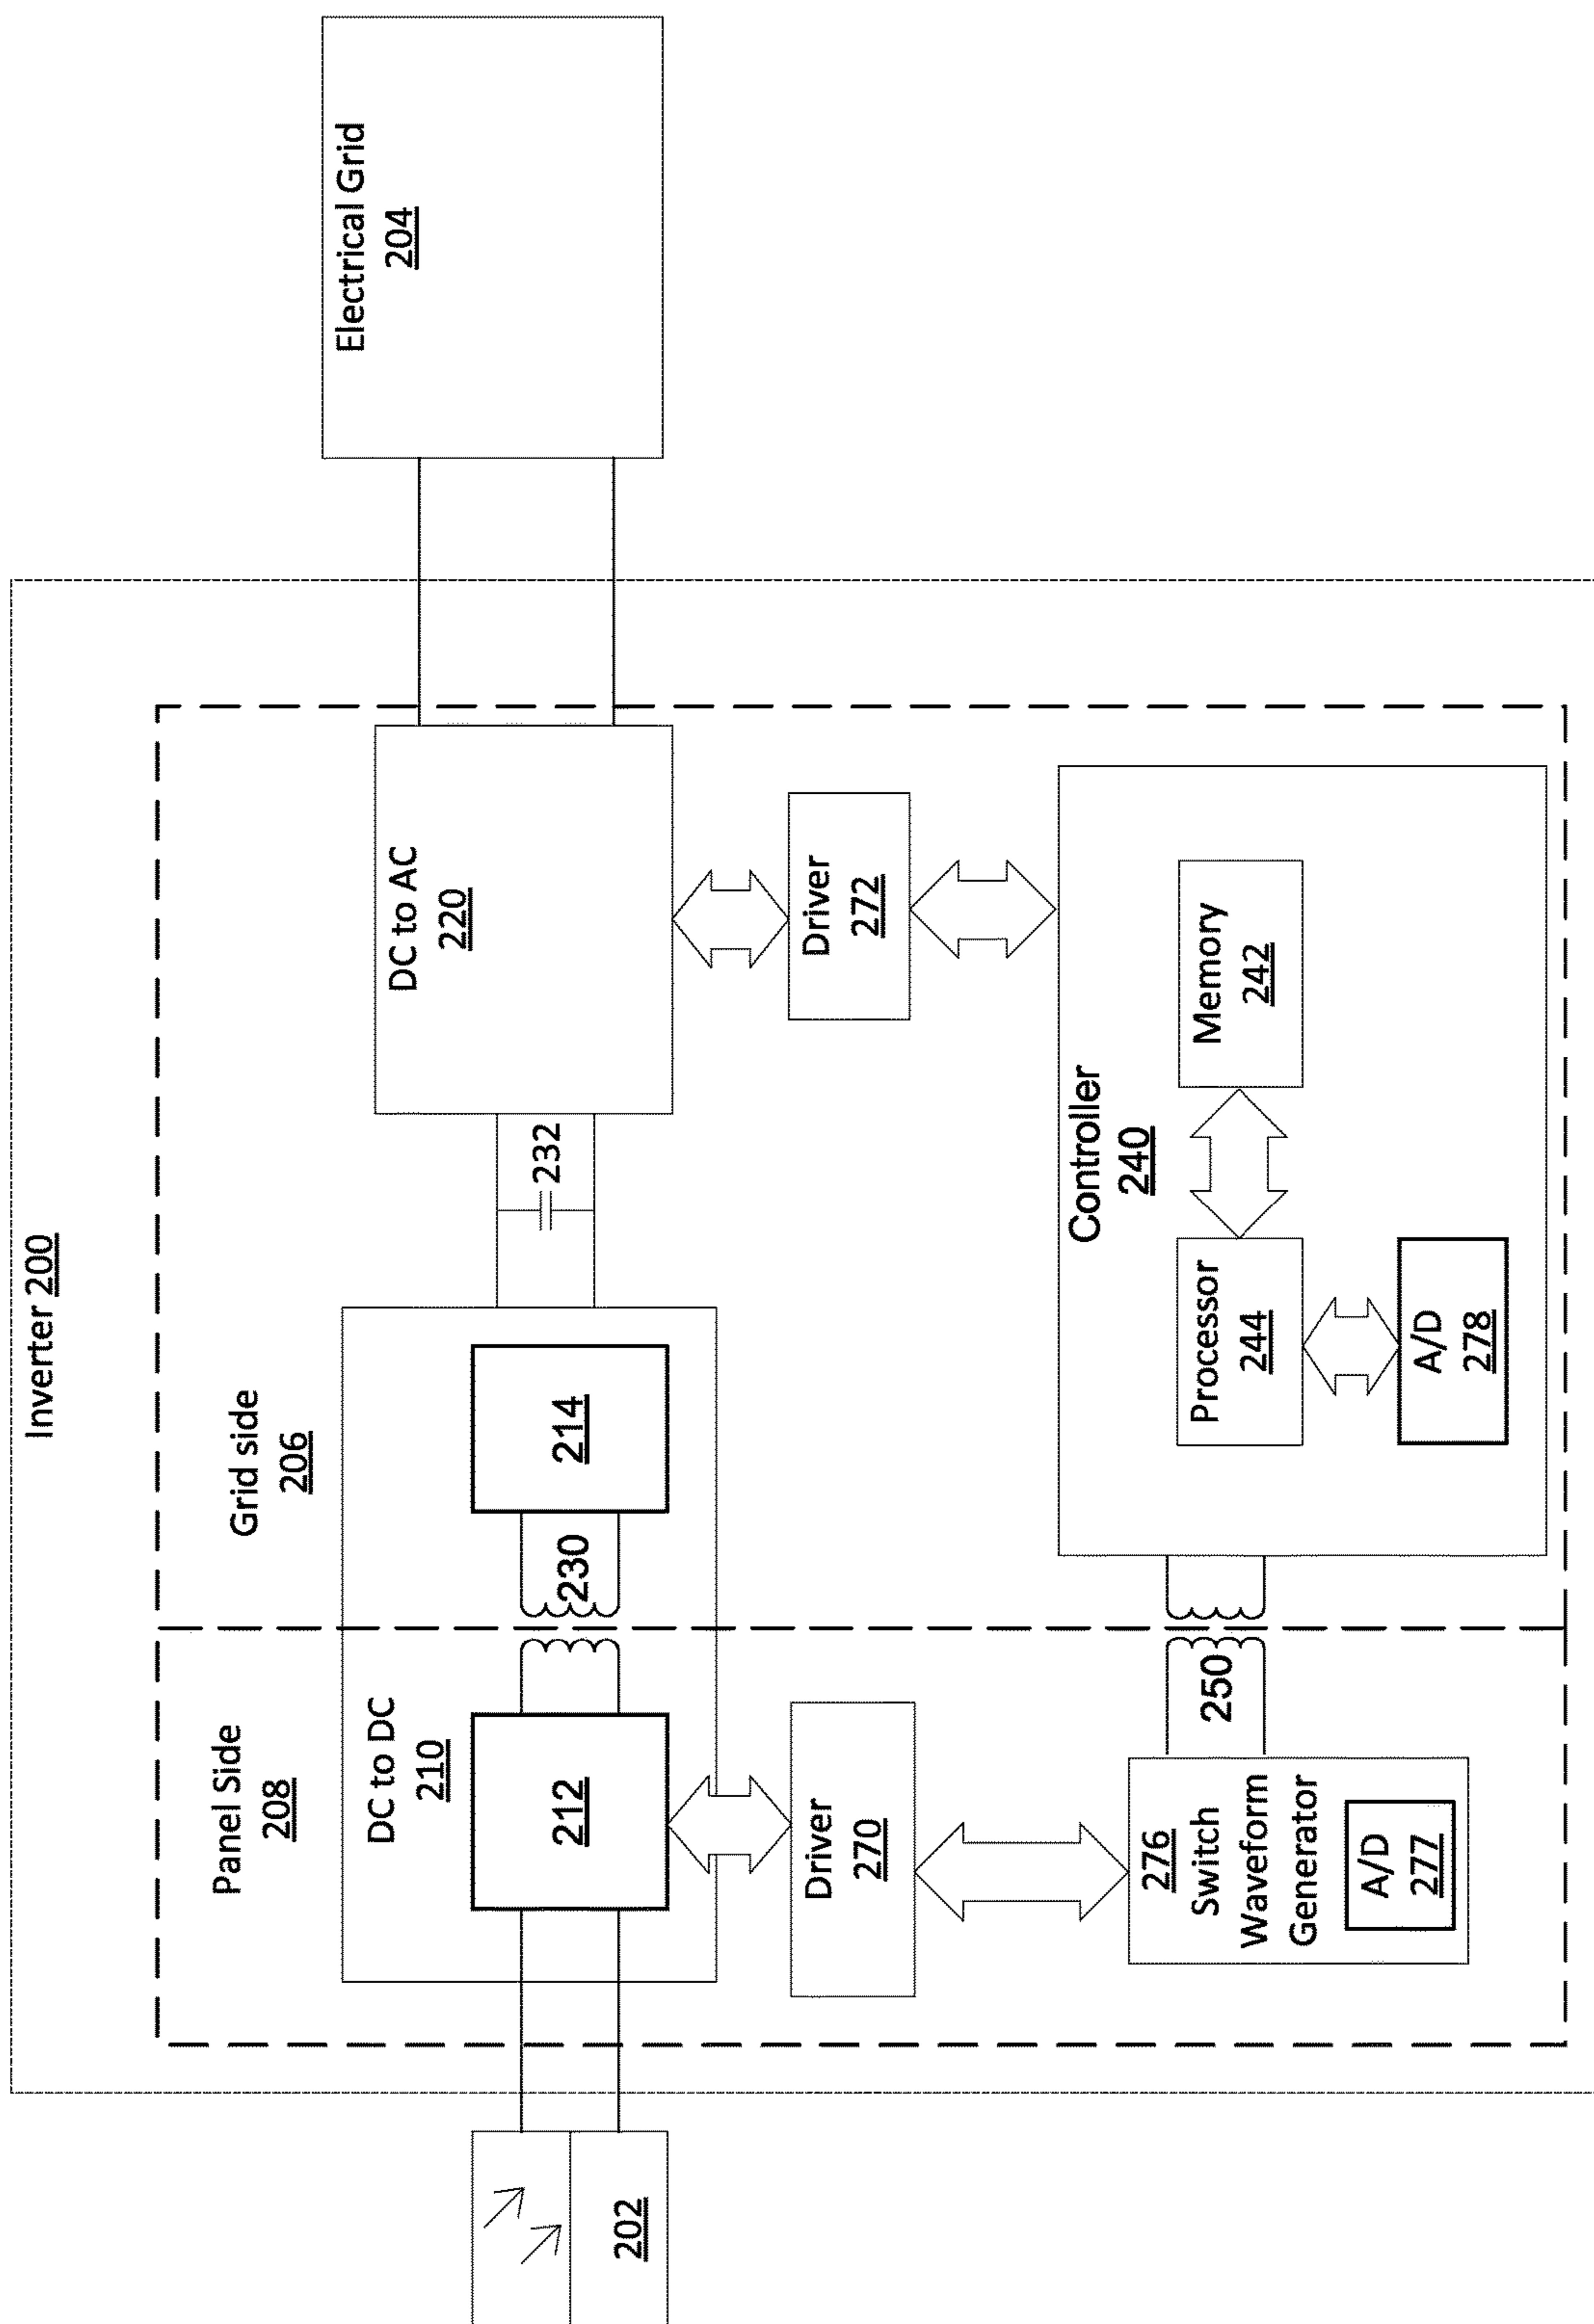 Inverter 200
Panel Side
208
Grid side
206
DC to DC
210
212
230
214
232
DC to AC
220
Electrical Grid
204
202
Driver
270
Driver
272
276
Switch
Waveform
Generator
A/D
277
250
Controller
240
Processor
244
Memory
242
A/D
278